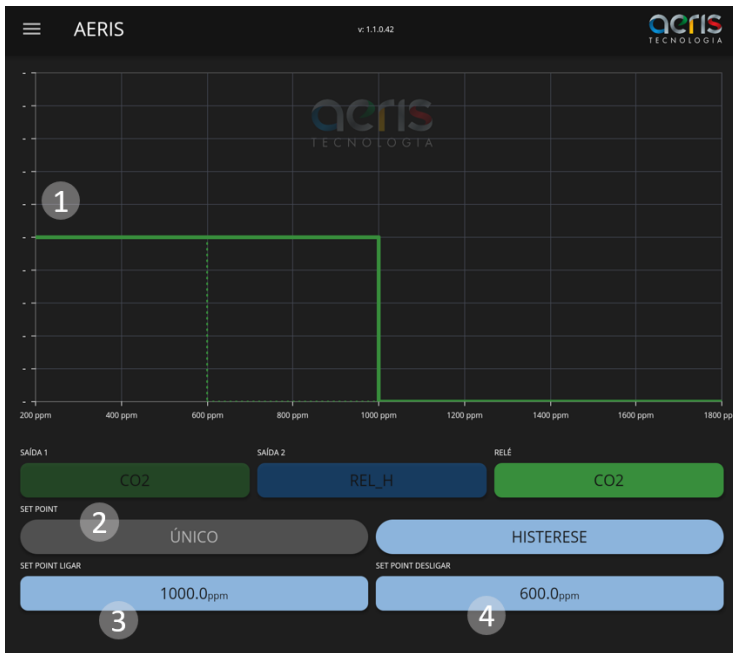 AERIS
v: 1.1.0.42
aeris
TECNOLOGIA
aeris
TECNOLOGIA
1
200 ppm 400 ppm 600 ppm 800 ppm 1000 ppm 1200 ppm 1400 ppm 1600 ppm 1800 pp
SAÍDA 1 SAÍDA 2 RELÉ
CO2 REL_H CO2
SET POINT
2
ÚNICO HISTERESE
SET POINT LIGAR SET POINT DESLIGAR
1000.0ppm 600.0ppm
3 4